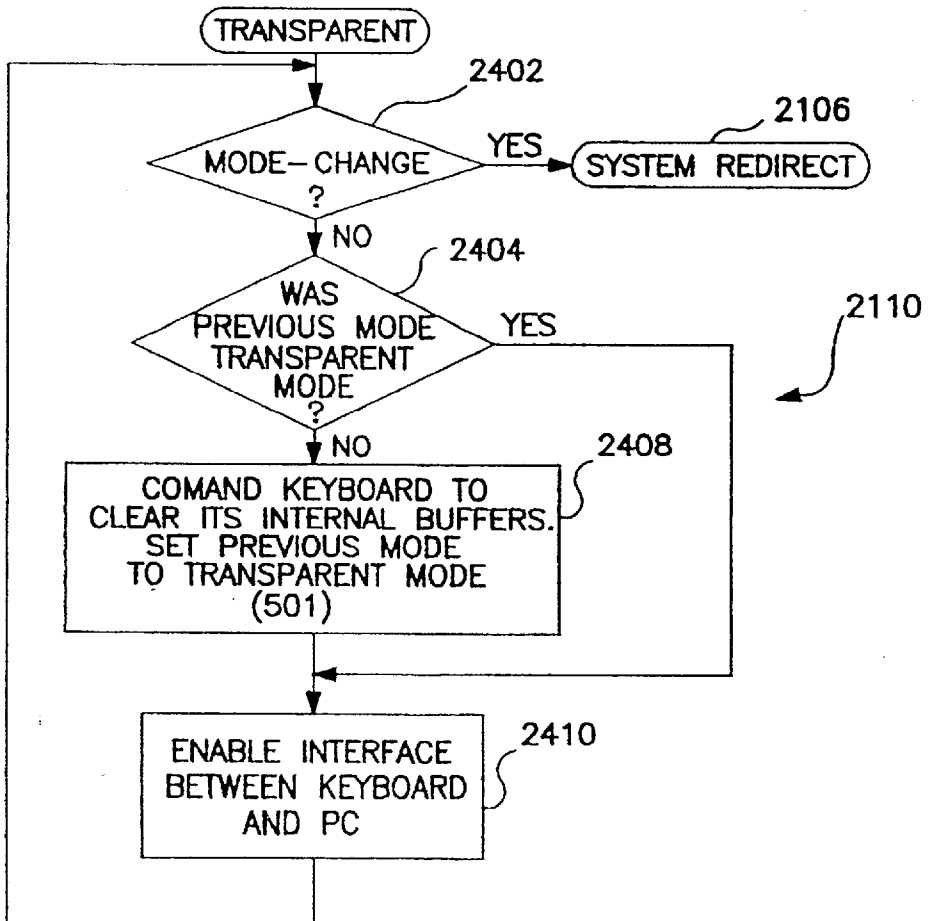 TRANSPARENT
2402
MODE-CHANGE
?
YES
2106
SYSTEM REDIRECT
NO
2404
WAS
PREVIOUS MODE
TRANSPARENT
MODE
?
YES
2110
NO
2408
COMAND KEYBOARD TO
CLEAR ITS INTERNAL BUFFERS.
SET PREVIOUS MODE
TO TRANSPARENT MODE
(501)
2410
ENABLE INTERFACE
BETWEEN KEYBOARD
AND PC